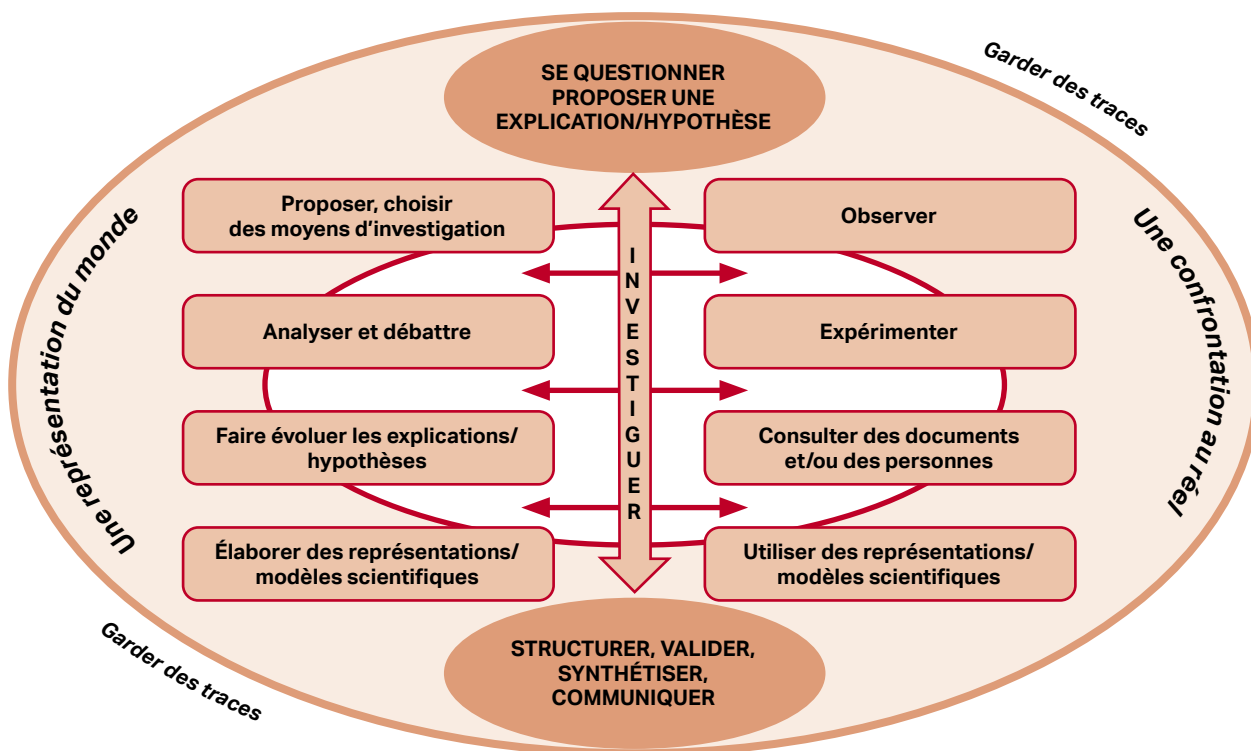 SE QUESTIONNER
PROPOSER UNE
EXPLICATION/HYPOTHÈSE
Garder des traces
Une représentation du monde
Proposer, choisir
des moyens d’investigation
Analyser et débattre
Faire évoluer les explications/
hypothèses
Élaborer des représentations/
modèles scientifiques
INVESTIGUER
Observer
Expérimenter
Consulter des documents
et/ou des personnes
Utiliser des représentations/
modèles scientifiques
Une confrontation au réel
Garder des traces
STRUCTURER, VALIDER,
SYNTHÉTISER,
COMMUNIQUER